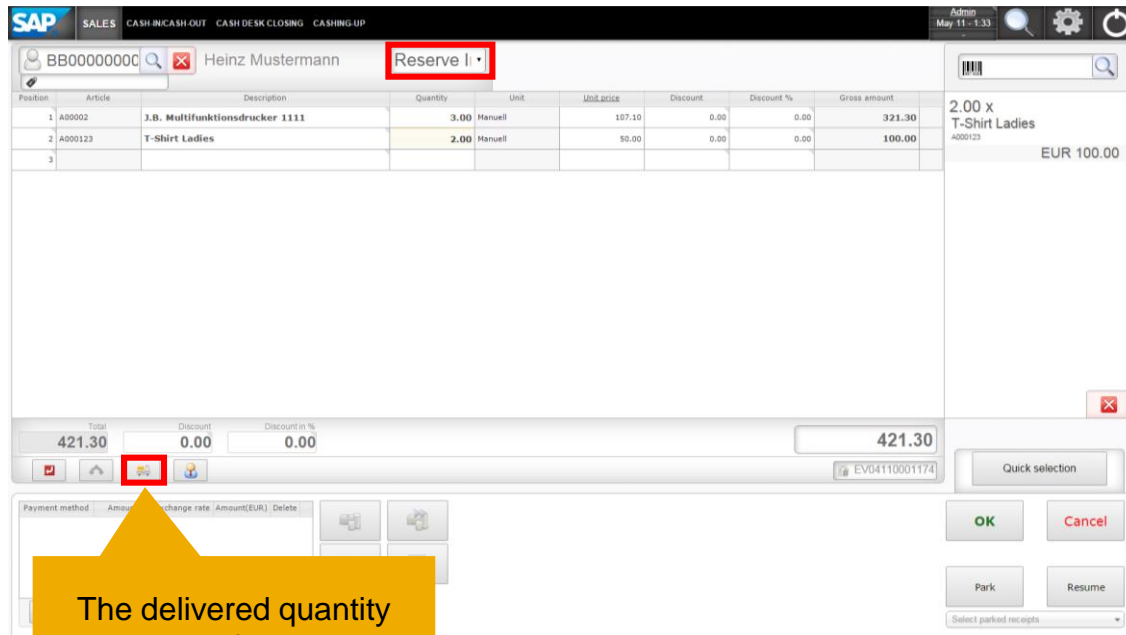 SAP SALES CASH-IN/CASH-OUT CASH DESK CLOSING CASHING-UP
Admin
May 11 - 1:33
BB00000000 Heinz Mustermann Reserve I
Position Article Description Quantity Unit Unit price Discount Discount % Gross amount
1 A00002 J.B. Multifunktionsdrucker 1111 3.00 Manuell 107.10 0.00 0.00 321.30
2 A000123 T-Shirt Ladies 2.00 Manuell 50.00 0.00 0.00 100.00
3
2.00 x
T-Shirt Ladies
A000123
EUR 100.00
Total Discount Discount in %
421.30 0.00 0.00 421.30
EV04110001174
Quick selection
Payment method Amou change rate Amount(EUR) Delete
OK Cancel
Park Resume
Select parked receipts
The delivered quantity